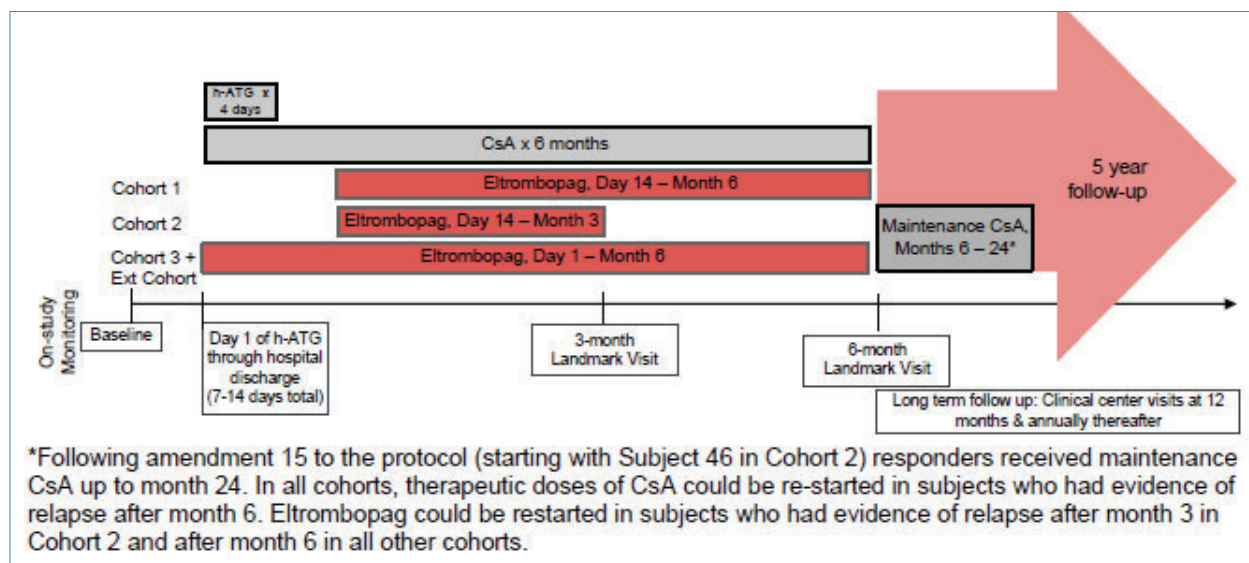 h-ATG x
4 days
CsA x 6 months
Cohort 1
Eltrombopag, Day 14 – Month 6
Cohort 2
Eltrombopag, Day 14 – Month 3
Cohort 3 +
Ext Cohort
Eltrombopag, Day 1 – Month 6
Maintenance CsA,
Months 6 – 24*
5 year
follow-up
On-study
Monitoring
Baseline
Day 1 of h-ATG
through hospital
discharge
(7-14 days total)
3-month
Landmark Visit
6-month
Landmark Visit
Long term follow up: Clinical center visits at 12
months & annually thereafter
*Following amendment 15 to the protocol (starting with Subject 46 in Cohort 2) responders received maintenance
CsA up to month 24. In all cohorts, therapeutic doses of CsA could be re-started in subjects who had evidence of
relapse after month 6. Eltrombopag could be restarted in subjects who had evidence of relapse after month 3 in
Cohort 2 and after month 6 in all other cohorts.